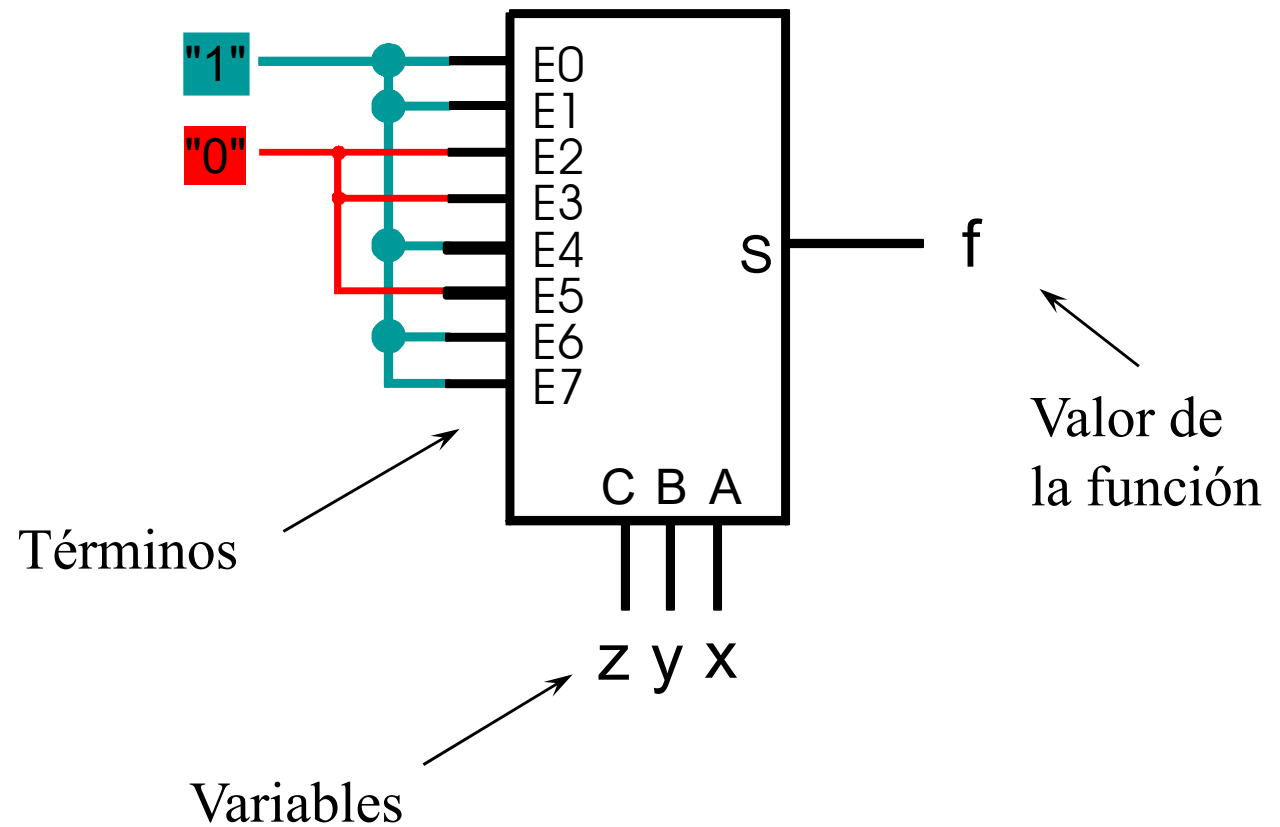 "1"
"0"
E0
E1
E2
E3
E4
E5
E6
E7
S
f
Valor de
la función
C B A
Términos
z y x
Variables